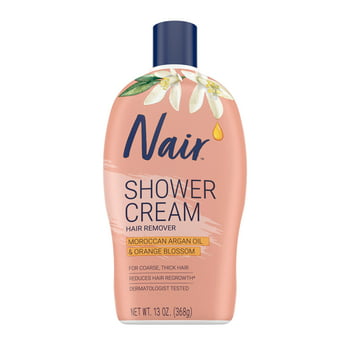 Nair™
SHOWER
CREAM
HAIR REMOVER
MOROCCAN ARGAN OIL
& ORANGE BLOSSOM
FOR COARSE, THICK HAIR
REDUCES HAIR REGROWTH*
DERMATOLOGIST TESTED
NET WT. 13 OZ. (368g)